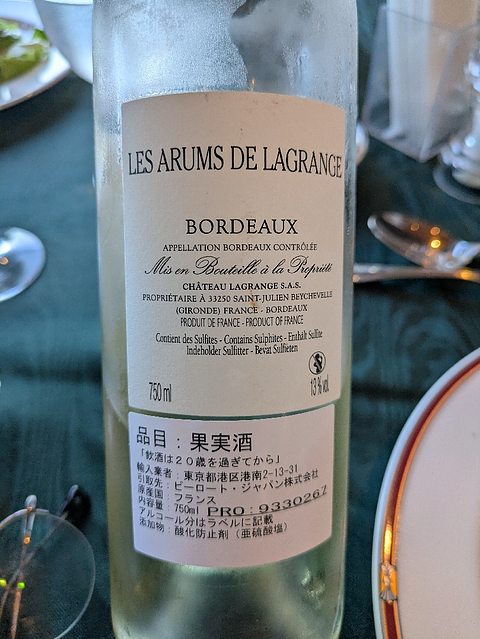 LES ARUMS DE LAGRANGE
BORDEAUX
APPELLATION BORDEAUX CONTRÔLÉE
Mis en Bouteille à la Propriété
CHÂTEAU LAGRANGE S.A.S.
PROPRIÉTAIRE À 33250 SAINT-JULIEN BEYCHEVELLE
(GIRONDE) FRANCE - BORDEAUX
PRODUIT DE FRANCE - PRODUCT OF FRANCE
Contient des Sulfites - Contains Sulphites - Enthält Sulfite
Indeholder Sulfitter - Bevat Sulfieten
750 ml
13 % vol
品目：果実酒
「飲酒は２０歳を過ぎてから」
輸入業者：東京都港区港南2-13-31
引取先：ピーロート・ジャパン株式会社
原産国：フランス
内容量：750ml PRO：9330267
アルコール分はラベルに記載
添加物：酸化防止剤（亜硫酸塩）